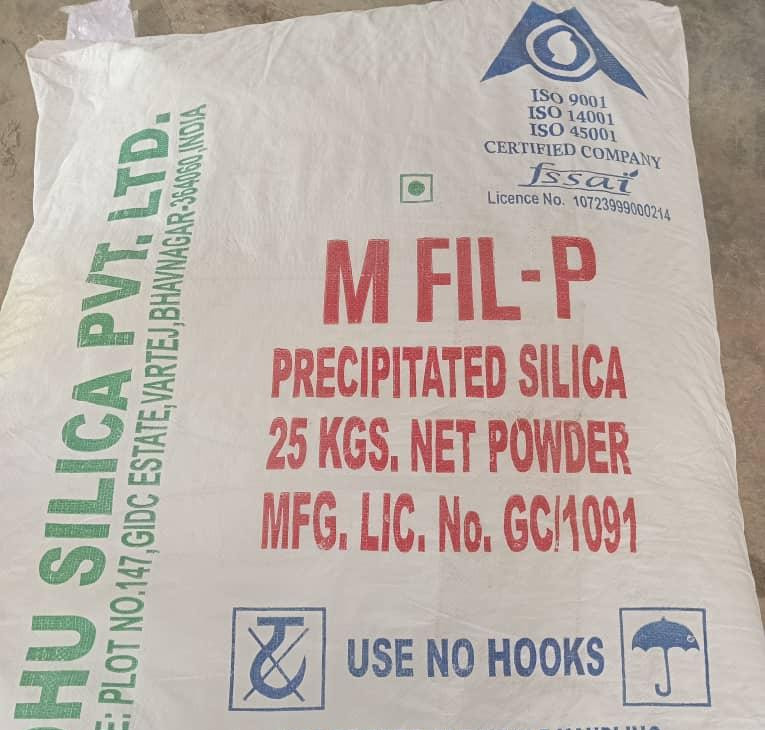 ISO 9001
ISO 14001
ISO 45001
CERTIFIED COMPANY
fssai
Licence No. 10723999000214
M FIL-P
PRECIPITATED SILICA
25 KGS. NET POWDER
MFG. LIC. No. GC/1091
USE NO HOOKS
SILICA PVT. LTD.
PLOT NO.147,GIDC ESTATE,VARTEJ,BHAVNAGAR-364060,INDIA